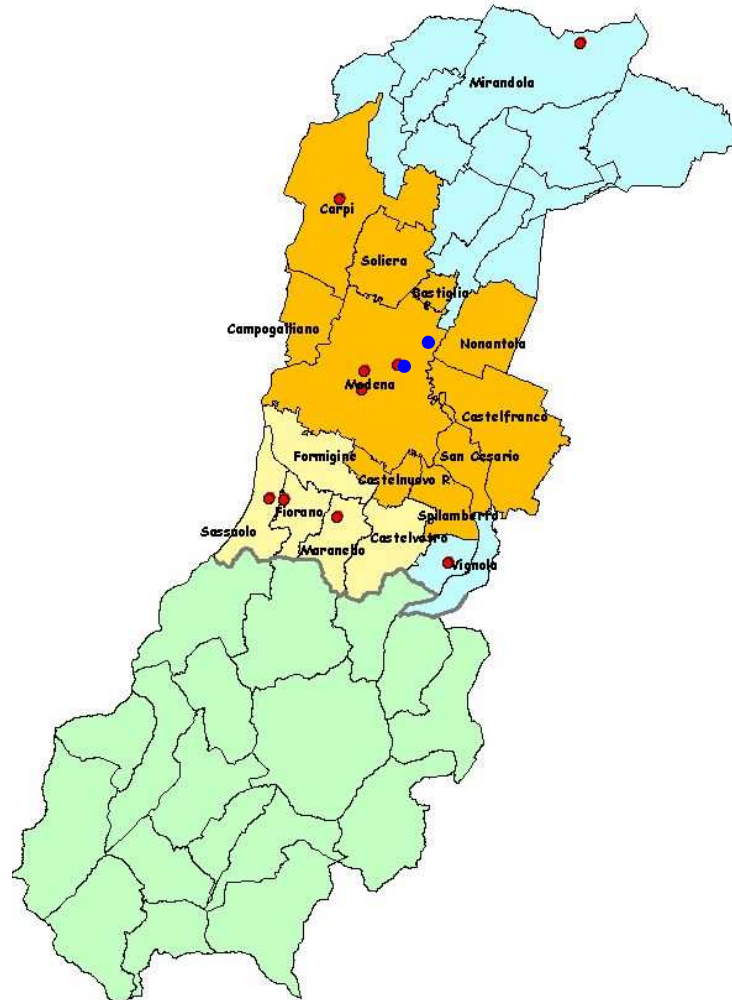 Mirandola
Carpi
Soliera
Bastiglia
Campogalliano
Nonantola
Modena
Castelfranco
Formigine
San Cesario
Castelnuovo R.
Spilamberto
Fiorano
Sassuolo
Castelvetro
Maranello
Vignola